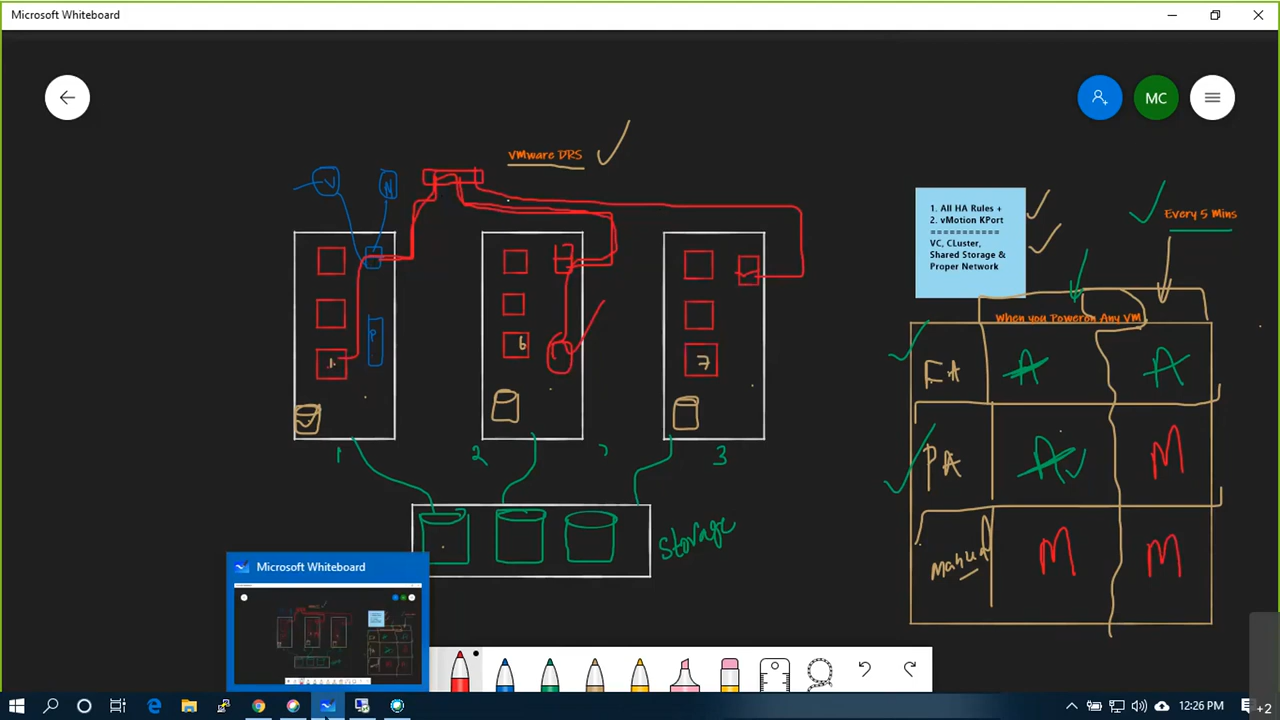 Microsoft Whiteboard
MC
VMware DRS
V
N
1. All HA Rules +
2. vMotion KPort
===========
VC, CLuster,
Shared Storage &
Proper Network
Every 5 Mins
When you Poweron Any VM
FA A A
PA A M
Manual M M
P
6
7
1 2 3
Storage
Microsoft Whiteboard
12:26 PM
+2